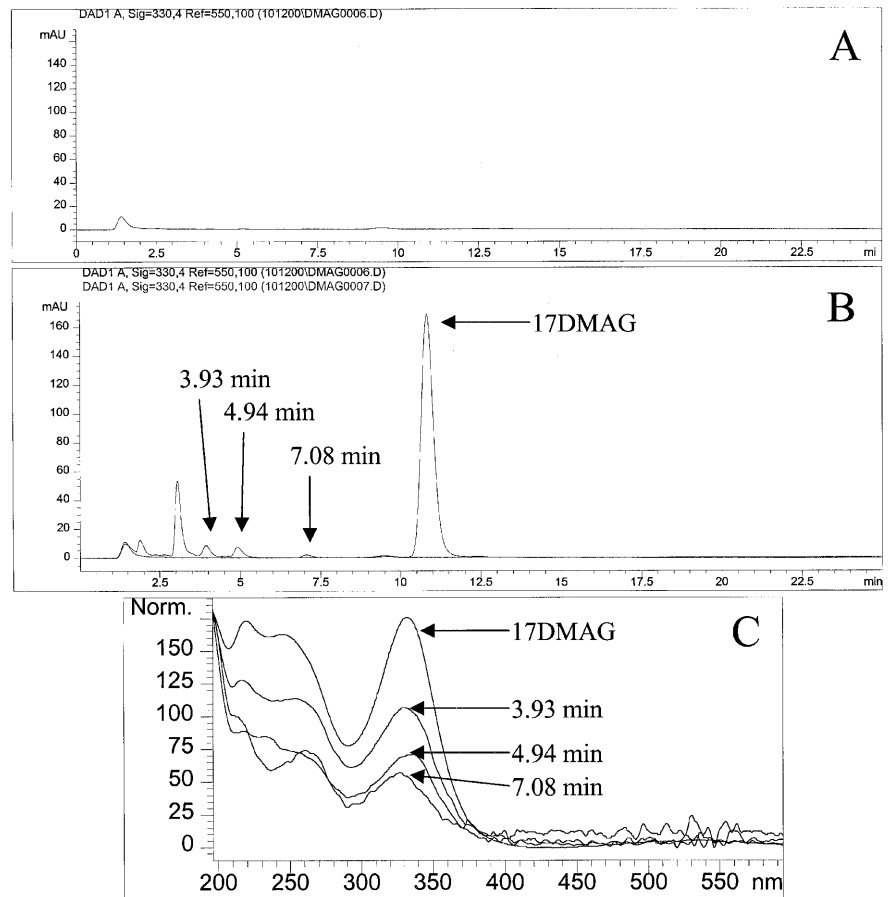 DAD1 A, Sig=330,4 Ref=550,100 (101200\DMAG0006.D)
mAU
A
140
120
100
80
60
40
20
0
0 2.5 5 7.5 10 12.5 15 17.5 20 22.5 mi
DAD1 A, Sig=330,4 Ref=550,100 (101200\DMAG0006.D)
DAD1 A, Sig=330,4 Ref=550,100 (101200\DMAG0007.D)
mAU
B
160
140
120
100
80
60
40
20
0
17DMAG
3.93 min
4.94 min
7.08 min
2.5 5 7.5 10 12.5 15 17.5 20 22.5 min
Norm.
C
150
125
100
75
50
25
0
17DMAG
3.93 min
4.94 min
7.08 min
200 250 300 350 400 450 500 550 nm